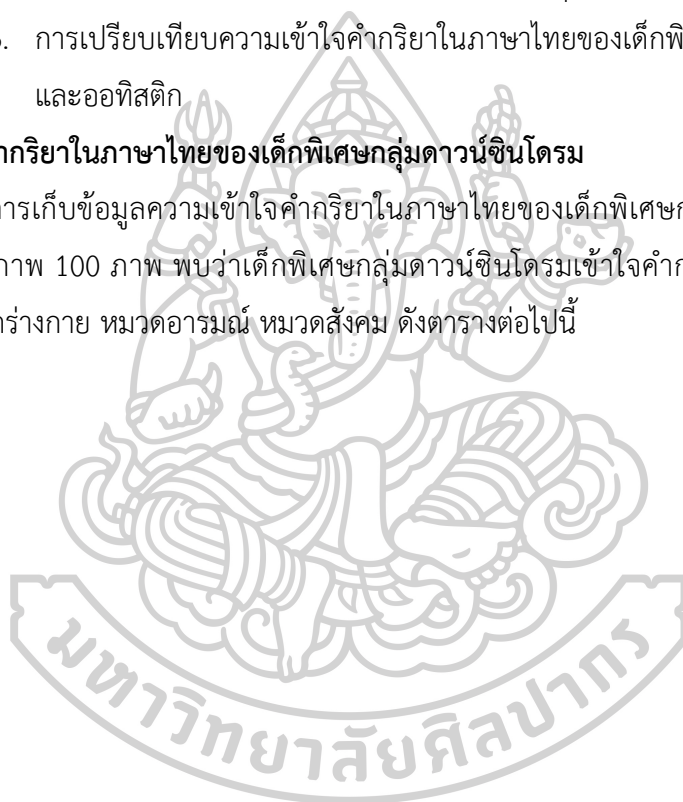 การเปรียบเทียบความเข้าใจคำกริยาในภาษาไทยของเด็กพิ
และออทิสติก
ากริยาในภาษาไทยของเด็กพิเศษกลุ่มดาวน์ซินโดรม
การเก็บข้อมูลความเข้าใจคำกริยาในภาษาไทยของเด็กพิเศษก
ภาพ 100 ภาพ พบว่าเด็กพิเศษกลุ่มดาวน์ซินโดรมเข้าใจคำก
ร่างกาย หมวดอารมณ์ หมวดสังคม ดังตารางต่อไปนี้
มหาวิทยาลัยศิลปากร